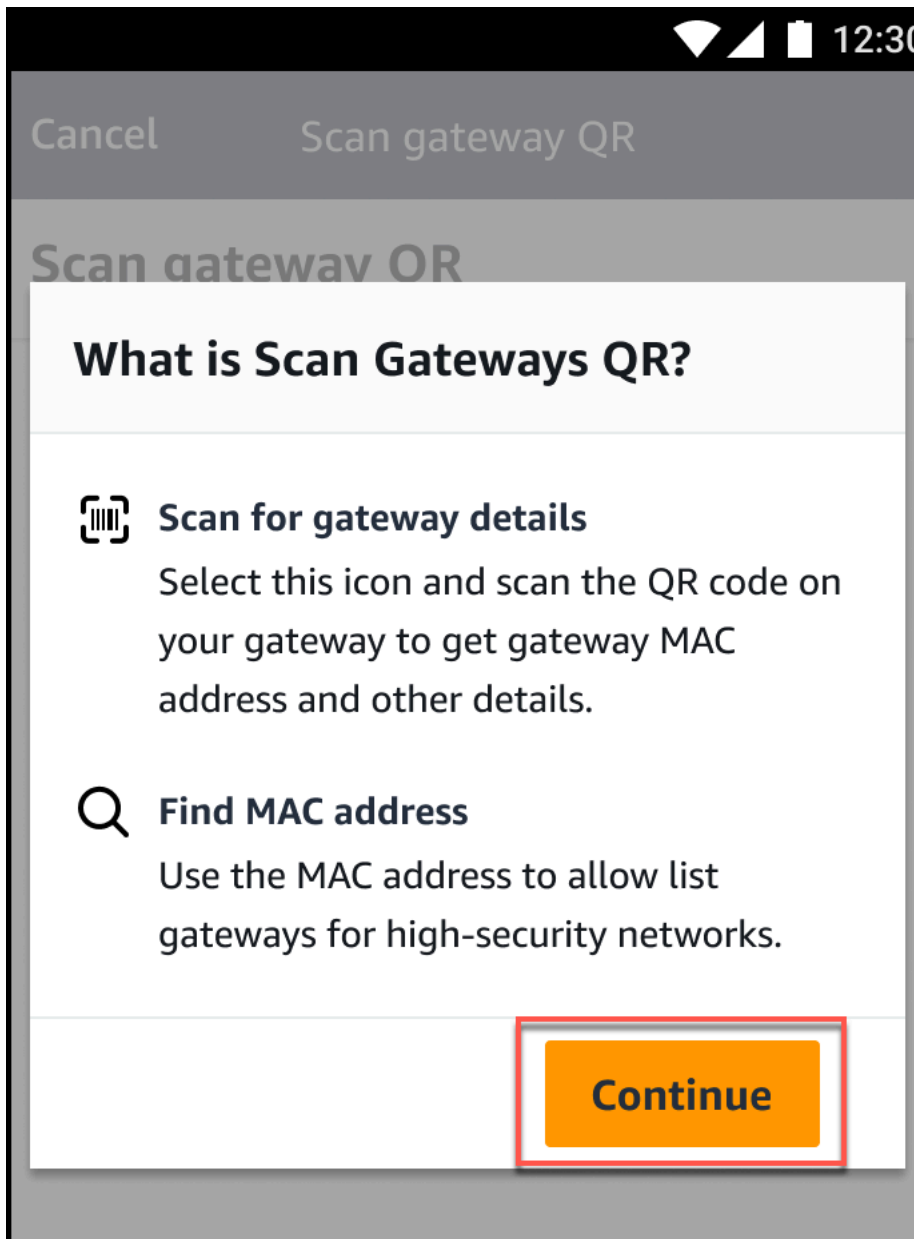 12:30
Cancel
Scan gateway QR
Scan gateway QR
What is Scan Gateways QR?
Scan for gateway details
Select this icon and scan the QR code on
your gateway to get gateway MAC
address and other details.
Find MAC address
Use the MAC address to allow list
gateways for high-security networks.
Continue